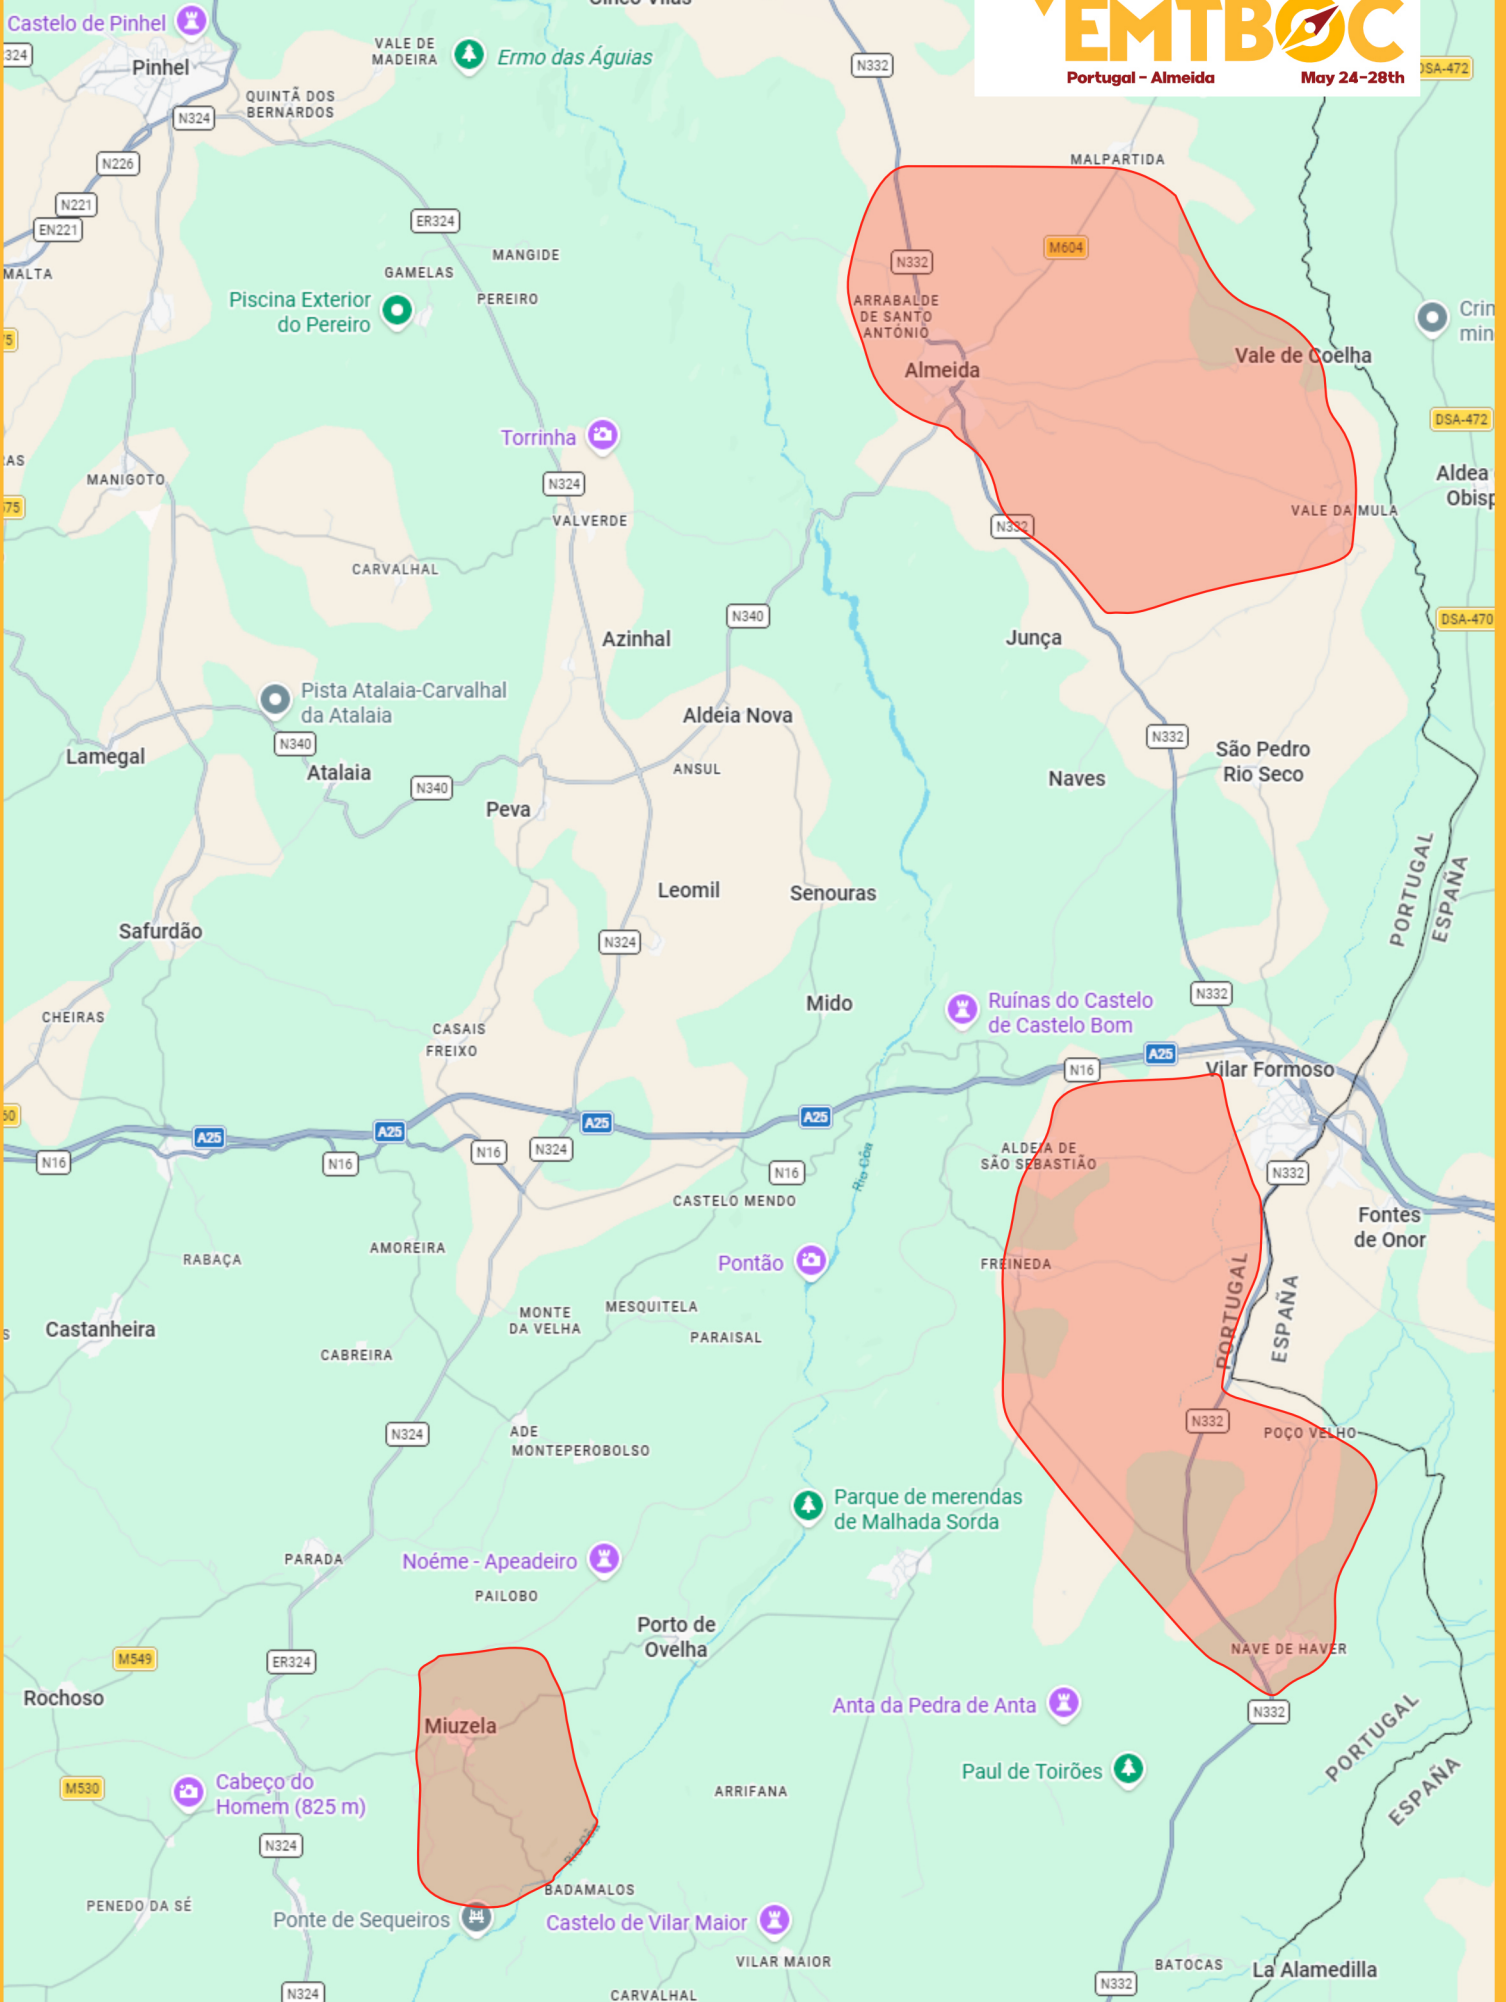 Castelo de Pinhel
VALE DE
MADEIRA
Ermo das Águias
N332
EMTBOC
Portugal - Almeida
May 24-28th
DSA-472
324
Pinhel
QUINTÃ DOS
BERNARDOS
N324
N226
MALPARTIDA
N221
EN221
ER324
MANGIDE
M604
N332
MALTA
GAMELAS
PEREIRO
Piscina Exterior
do Pereiro
ARRABALDE
DE SANTO
ANTÓNIO
Vale de Coelha
Almeida
DSA-472
Torrinha
MANIGOTO
N324
Aldea
VALVERDE
VALE DA MULA
N332
CARVALHAL
N340
DSA-470
Azinhal
Junça
Pista Atalaia-Carvalhal
da Atalaia
Aldeia Nova
N340
N332
São Pedro
Rio Seco
Lamegal
Atalaia
ANSUL
Naves
N340
Peva
PORTUGAL
ESPAÑA
Leomil
Senouras
Safurdão
N324
N332
Mido
Ruínas do Castelo
de Castelo Bom
CHEIRAS
CASAIS
FREIXO
A25
N16
Vilar Formoso
A25
A25
A25
A25
N16
N16
N16
N324
N16
ALDEIA DE
SÃO SEBASTIÃO
Rio Côa
N332
CASTELO MENDO
Fontes
de Onor
AMOREIRA
RABAÇA
Pontão
FREINEDA
PORTUGAL
ESPAÑA
MONTE
DA VELHA
MESQUITELA
Castanheira
PARAISAL
CABREIRA
N324
ADE
MONTEPEROBOLSO
N332
POÇO VELHO
Parque de merendas
de Malhada Sorda
PARADA
Noéme - Apeadeiro
PAILOBO
Porto de
Ovelha
M549
ER324
NAVE DE HAVER
Rochoso
Miuzela
Anta da Pedra de Anta
N332
PORTUGAL
ESPAÑA
Paul de Toirões
M530
Cabeço do
Homem (825 m)
ARRIFANA
N324
Rio Côa
BADAMALOS
PENEDO DA SÉ
Ponte de Sequeiros
Castelo de Vilar Maior
VILAR MAIOR
BATOCAS
La Alamedilla
N332
N324
CARVALHAL